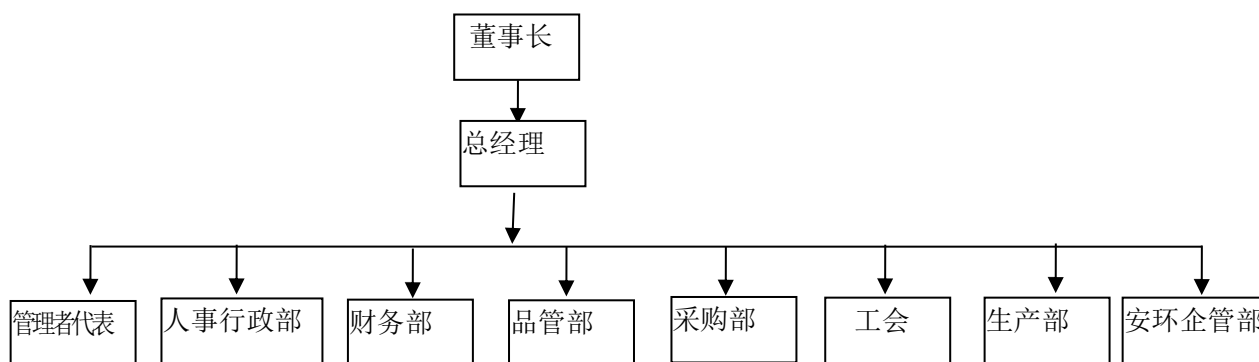 董事长
总经理
管理者代表
人事行政部
财务部
品管部
采购部
工会
生产部
安环企管部